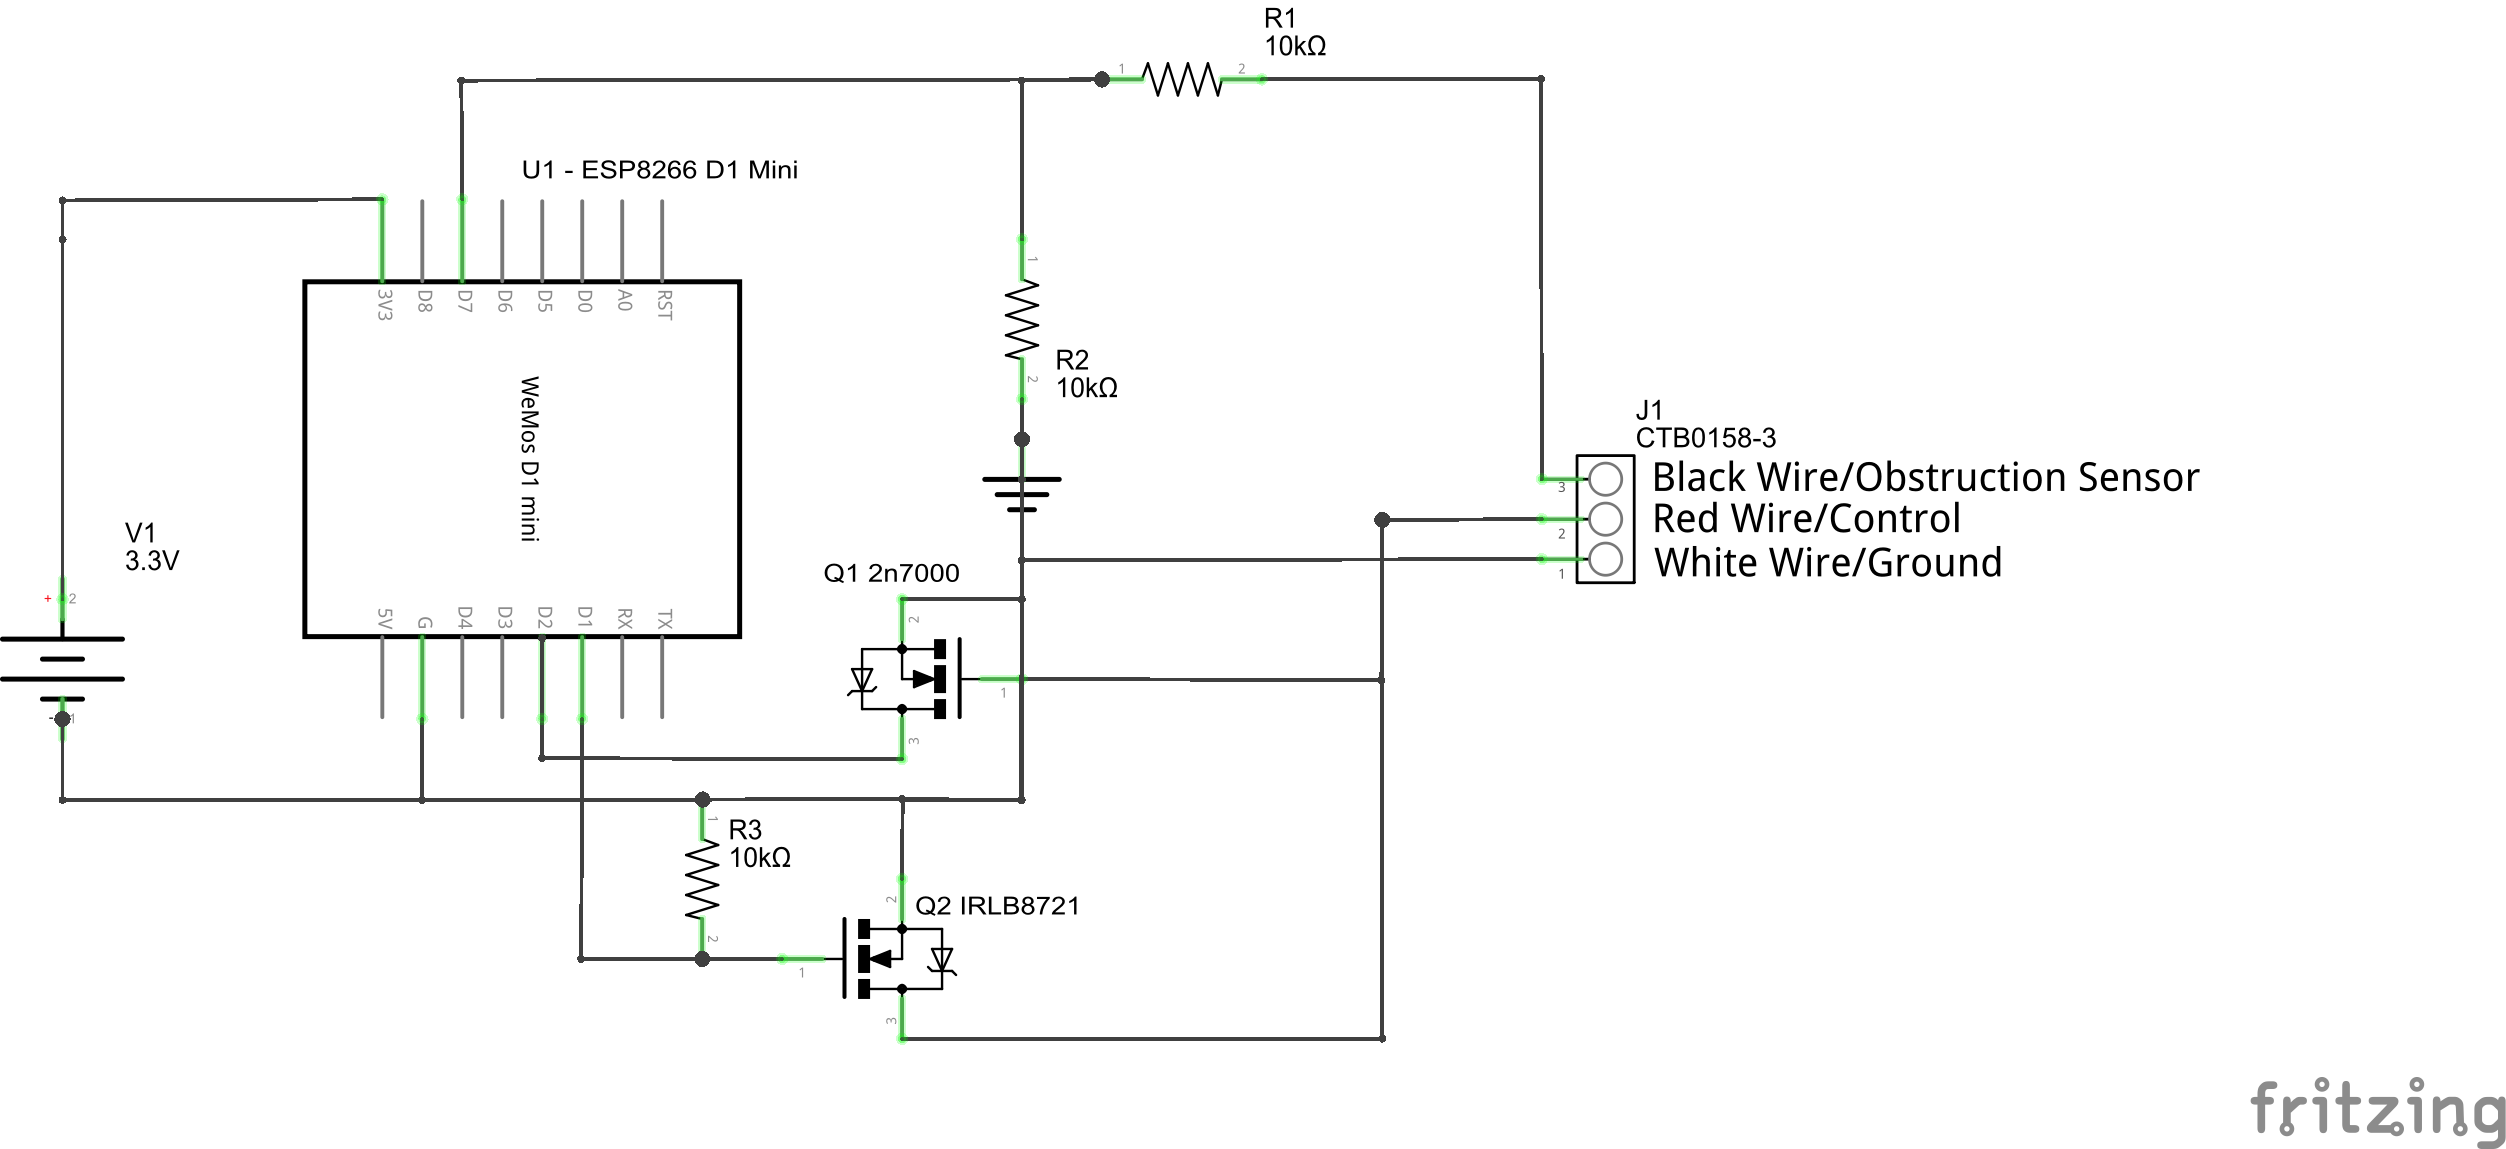 R1
10kΩ
1
2
U1 - ESP8266 D1 Mini
3V3
D8
D7
D6
D5
D0
A0
RST
WeMos D1 mini
1
2
R2
10kΩ
J1
CTB0158-3
3
Black Wire/Obstruction Sensor
2
Red Wire/Control
1
White Wire/Ground
V1
3.3V
+
2
-
1
5V
G
D4
D3
D2
D1
RX
TX
Q1 2n7000
2
1
3
1
R3
10kΩ
2
2
Q2 IRLB8721
1
3
fritzing